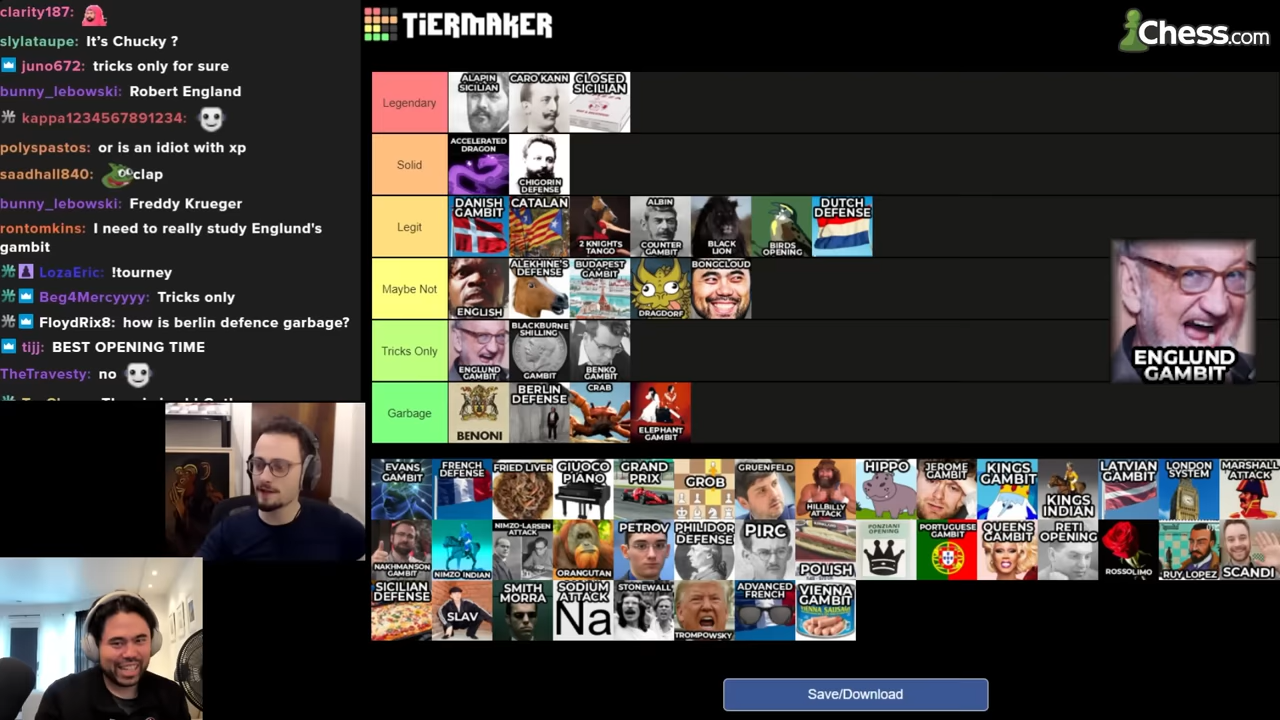 clarity187:
slylataupe: It's Chucky ?
juno672: tricks only for sure
bunny_lebowski: Robert England
kappa1234567891234:
polyspastos: or is an idiot with xp
saadhall840: clap
bunny_lebowski: Freddy Krueger
rontomkins: I need to really study Englund's
gambit
LozaEric: !tourney
Beg4Mercyyyy: Tricks only
FloydRix8: how is berlin defence garbage?
tijj: BEST OPENING TIME
TheTravesty: no
TIERMAKER
Chess.com
Legendary
ALAPIN
SICILIAN
CARO KANN
CLOSED
SICILIAN
Solid
ACCELERATED
DRAGON
CHIGORIN
DEFENSE
Legit
DANISH
GAMBIT
CATALAN
2 KNIGHTS
TANGO
ALBIN
COUNTER
GAMBIT
BLACK
LION
BIRDS
OPENING
DUTCH
DEFENSE
Maybe Not
ENGLISH
ALEKHINE'S
DEFENSE
BUDAPEST
GAMBIT
DRAGDORF
BONGCLOUD
Tricks Only
ENGLUND
GAMBIT
BLACKBURNE
SHILLING
GAMBIT
BENKO
GAMBIT
Garbage
BENONI
BERLIN
DEFENSE
CRAB
ELEPHANT
GAMBIT
ENGLUND
GAMBIT
EVANS
GAMBIT
FRENCH
DEFENSE
FRIED LIVER
GIUOCO
PIANO
GRAND
PRIX
GROB
GRUENFELD
HILLBILLY
ATTACK
HIPPO
JEROME
GAMBIT
KINGS
GAMBIT
KINGS
INDIAN
LATVIAN
GAMBIT
LONDON
SYSTEM
MARSHALL
ATTACK
NAKHMANSON
GAMBIT
NIMZO INDIAN
NIMZO-LARSEN
ATTACK
ORANGUTAN
PETROV
PHILIDOR
DEFENSE
PIRC
POLISH
PONZIANI
OPENING
PORTUGUESE
GAMBIT
QUEENS
GAMBIT
RETI
OPENING
ROSSOLIMO
RUY LOPEZ
SCANDI
SICILIAN
DEFENSE
SLAV
SMITH
MORRA
SODIUM
ATTACK
Na
STONEWALL
TROMPOWSKY
ADVANCED
FRENCH
VIENNA
GAMBIT
VIENNA SAUSAGE
Save/Download